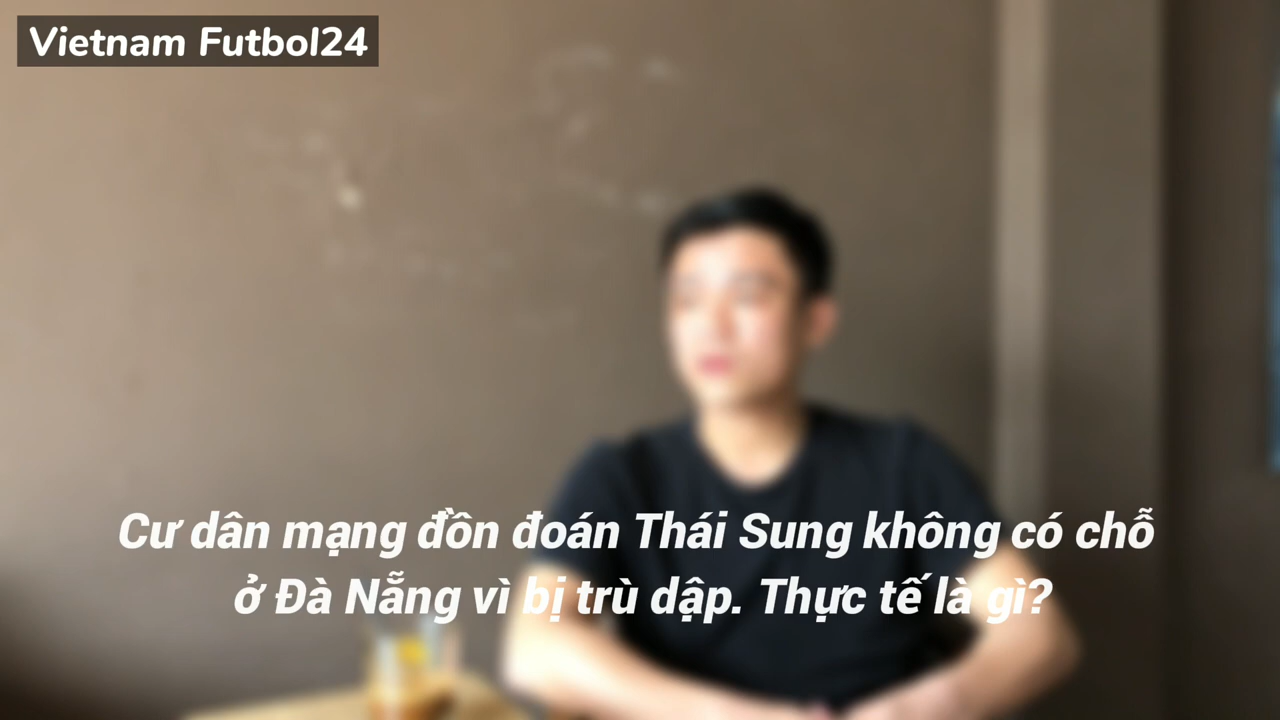 Vietnam Futbol24
Cư dân mạng đồn đoán Thái Sung không có chỗ
ở Đà Nẵng vì bị trù dập. Thực tế là gì?